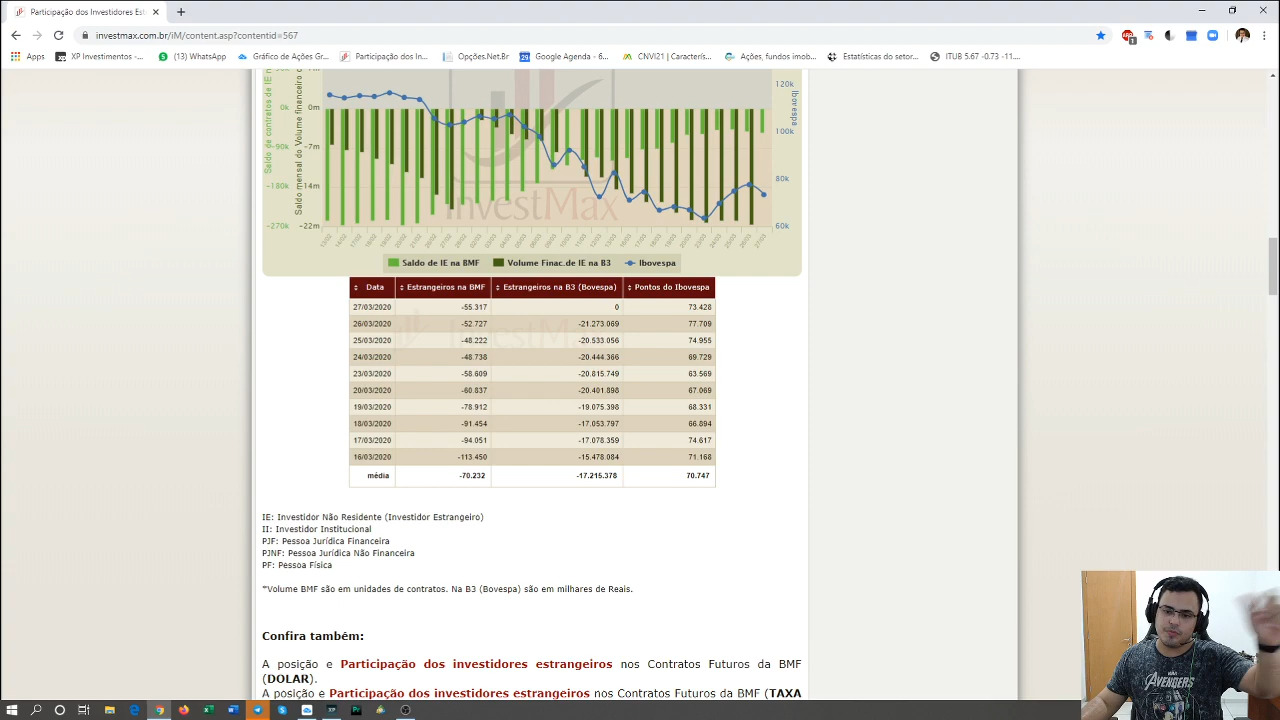 Participação dos Investidores Est
investmax.com.br/iM/content.asp?contentid=567
Apps
XP Investimentos -...
(13) WhatsApp
Gráfico de Ações Gr...
Participação dos In...
Opções.Net.Br
Google Agenda - 6...
CNVI21 | Caracterís...
Ações, fundos imob...
Estatísticas do setor...
ITUB 5.67 -0.73 -11....
Saldo de contratos de IE n
Saldo mensal do Volume financeiro d
0k
-90k
-180k
-270k
0m
-7m
-14m
-22m
120k
100k
80k
60k
Ibovespa
InvestMax
Saldo de IE na BMF
Volume Finac.de IE na B3
Ibovespa
Data Estrangeiros na BMF Estrangeiros na B3 (Bovespa) Pontos do Ibovespa
27/03/2020 -55.317 0 73.428
26/03/2020 -52.727 -21.273.069 77.709
25/03/2020 -48.222 -20.533.056 74.955
24/03/2020 -48.738 -20.444.366 69.729
23/03/2020 -58.609 -20.815.749 63.569
20/03/2020 -60.837 -20.401.898 67.069
19/03/2020 -78.912 -19.075.398 68.331
18/03/2020 -91.454 -17.053.797 66.894
17/03/2020 -94.051 -17.078.359 74.617
16/03/2020 -113.450 -15.478.084 71.168
média -70.232 -17.215.378 70.747
IE: Investidor Não Residente (Investidor Estrangeiro)
II: Investidor Institucional
PJF: Pessoa Jurídica Financeira
PJNF: Pessoa Jurídica Não Financeira
PF: Pessoa Física
*Volume BMF são em unidades de contratos. Na B3 (Bovespa) são em milhares de Reais.
Confira também:
A posição e Participação dos investidores estrangeiros nos Contratos Futuros da BMF
(DOLAR).
A posição e Participação dos investidores estrangeiros nos Contratos Futuros da BMF (TAXA
AVENGERS